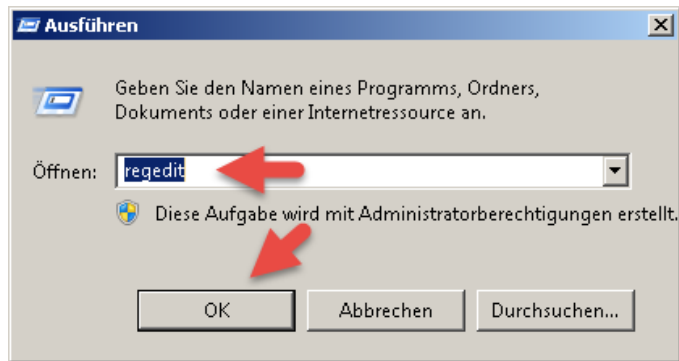 Ausführen
Geben Sie den Namen eines Programms, Ordners,
Dokuments oder einer Internetressource an.
Öffnen: regedit
Diese Aufgabe wird mit Administratorberechtigungen erstellt.
OK Abbrechen Durchsuchen...